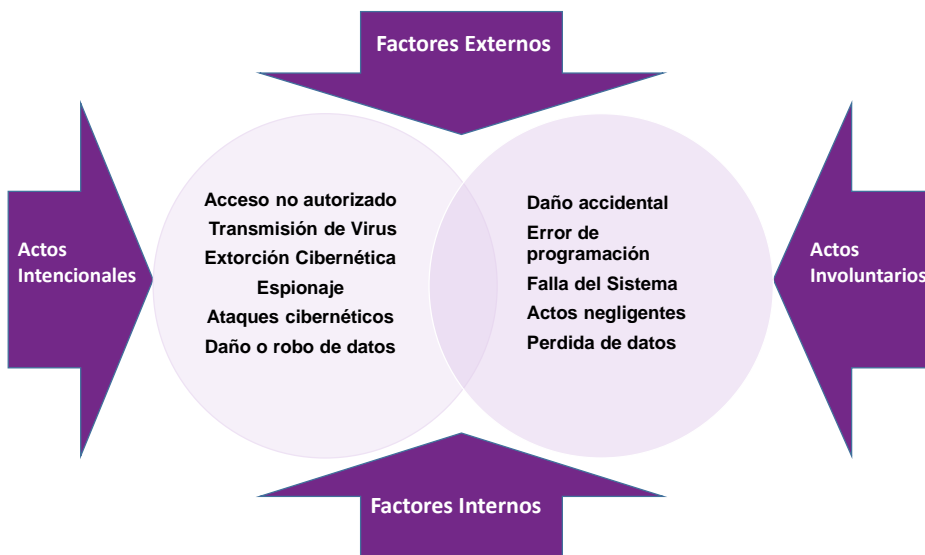 Factores Externos
Actos
Intencionales
Acceso no autorizado
Transmisión de Virus
Extorción Cibernética
Espionaje
Ataques cibernéticos
Daño o robo de datos
Daño accidental
Error de
programación
Falla del Sistema
Actos negligentes
Perdida de datos
Actos
Involuntarios
Factores Internos